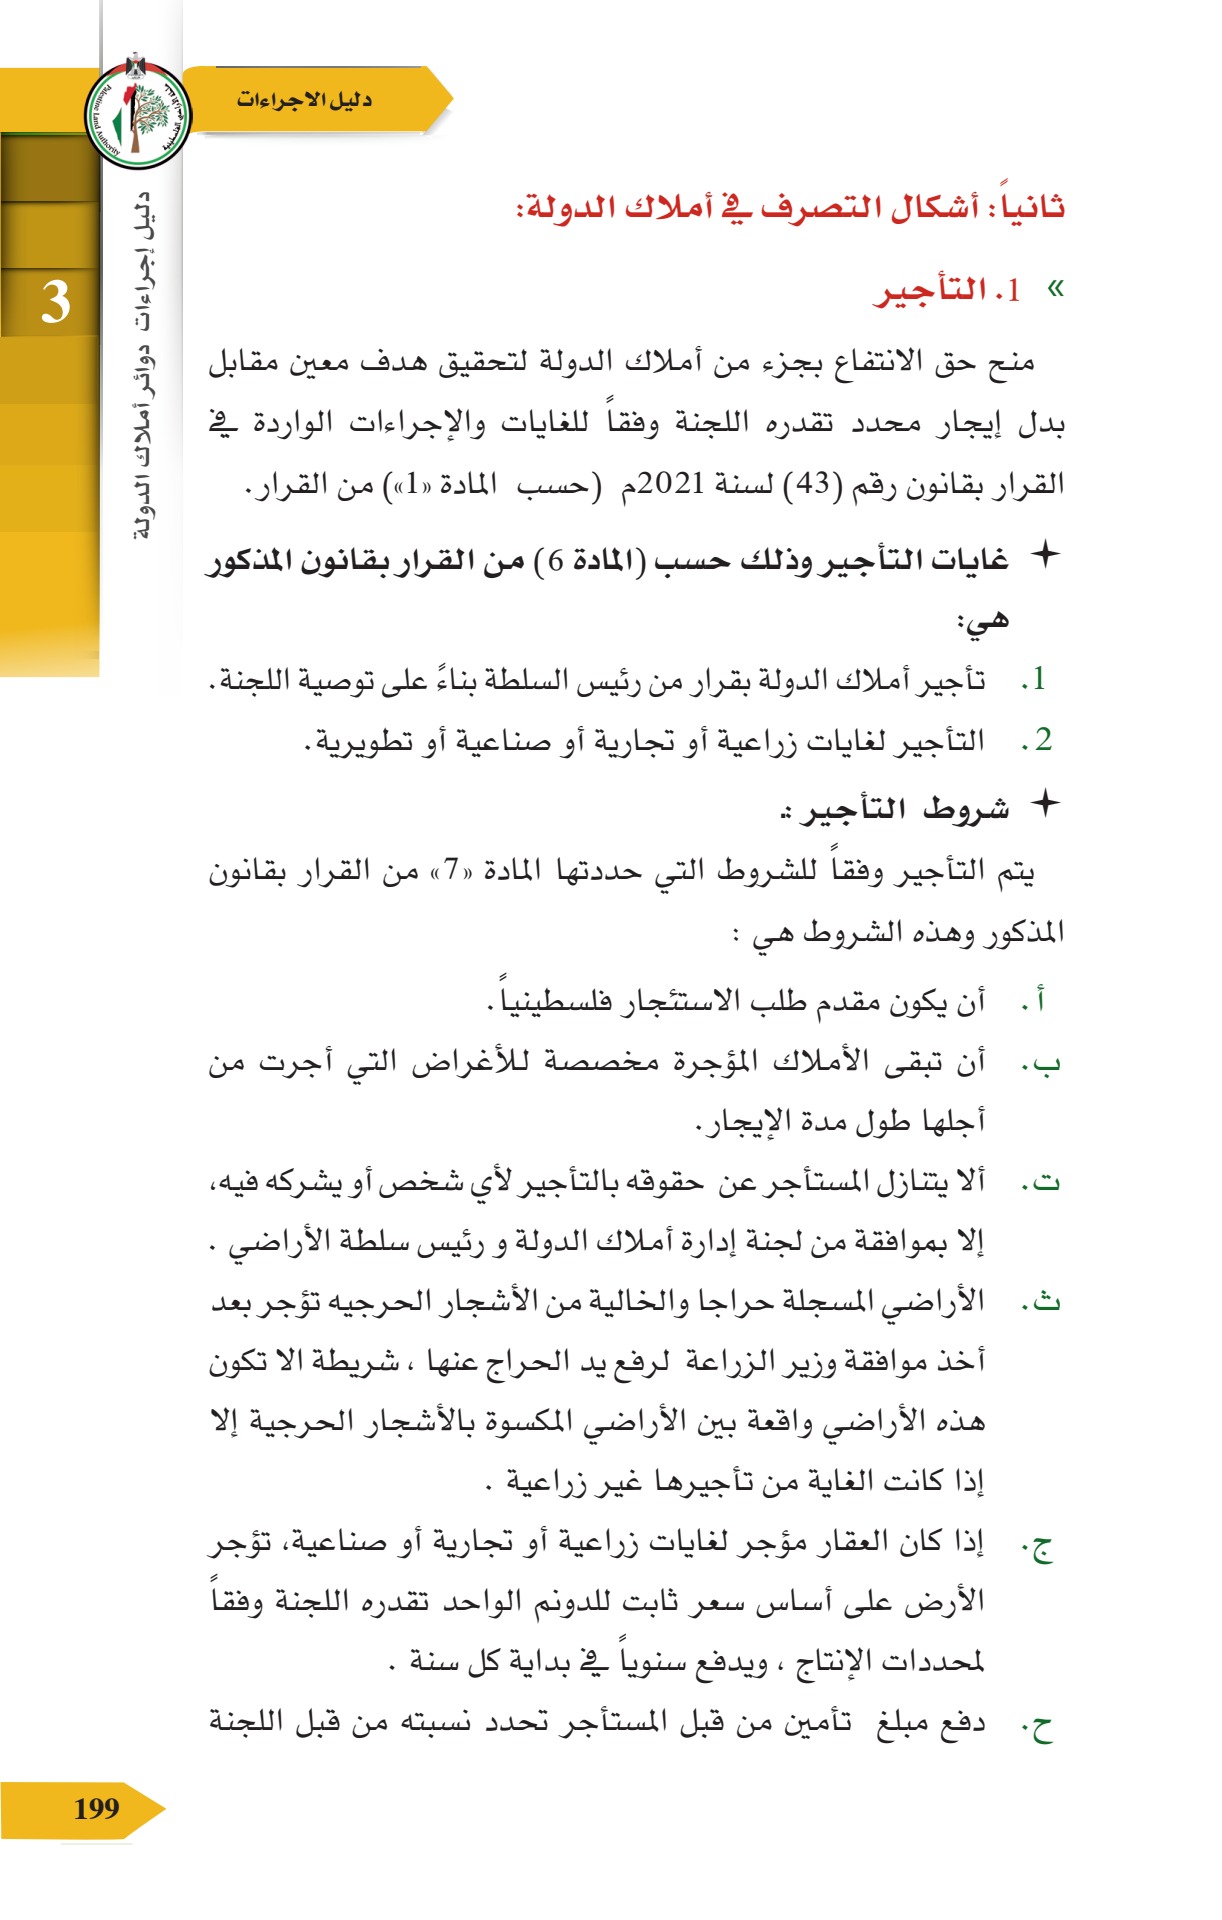 دليل الاجراءات
Palestine Land Authority
دليل إجراءات دوائر أملاك الدولة
3
ثانياً: أشكال التصرف في أملاك الدولة:
» 1. التأجير
منح حق الانتفاع بجزء من أملاك الدولة لتحقيق هدف معين مقابل
بدل إيجار محدد تقدره اللجنة وفقاً للغايات والإجراءات الواردة في
القرار بقانون رقم (43) لسنة 2021م (حسب المادة «1») من القرار.
غايات التأجير وذلك حسب (المادة 6) من القرار بقانون المذكور
هي:
1. تأجير أملاك الدولة بقرار من رئيس السلطة بناءً على توصية اللجنة.
2. التأجير لغايات زراعية أو تجارية أو صناعية أو تطويرية.
شروط التأجير :.
يتم التأجير وفقاً للشروط التي حددتها المادة «7» من القرار بقانون
المذكور وهذه الشروط هي :
أ. أن يكون مقدم طلب الاستئجار فلسطينياً.
ب. أن تبقى الأملاك المؤجرة مخصصة للأغراض التي أجرت من
أجلها طول مدة الإيجار.
ت. ألا يتنازل المستأجر عن حقوقه بالتأجير لأي شخص أو يشركه فيه،
إلا بموافقة من لجنة إدارة أملاك الدولة و رئيس سلطة الأراضي .
ث. الأراضي المسجلة حراجا والخالية من الأشجار الحرجيه تؤجر بعد
أخذ موافقة وزير الزراعة لرفع يد الحراج عنها ، شريطة الا تكون
هذه الأراضي واقعة بين الأراضي المكسوة بالأشجار الحرجية إلا
إذا كانت الغاية من تأجيرها غير زراعية .
ج. إذا كان العقار مؤجر لغايات زراعية أو تجارية أو صناعية، تؤجر
الأرض على أساس سعر ثابت للدونم الواحد تقدره اللجنة وفقاً
لمحددات الإنتاج ، ويدفع سنوياً في بداية كل سنة .
ح. دفع مبلغ تأمين من قبل المستأجر تحدد نسبته من قبل اللجنة
199